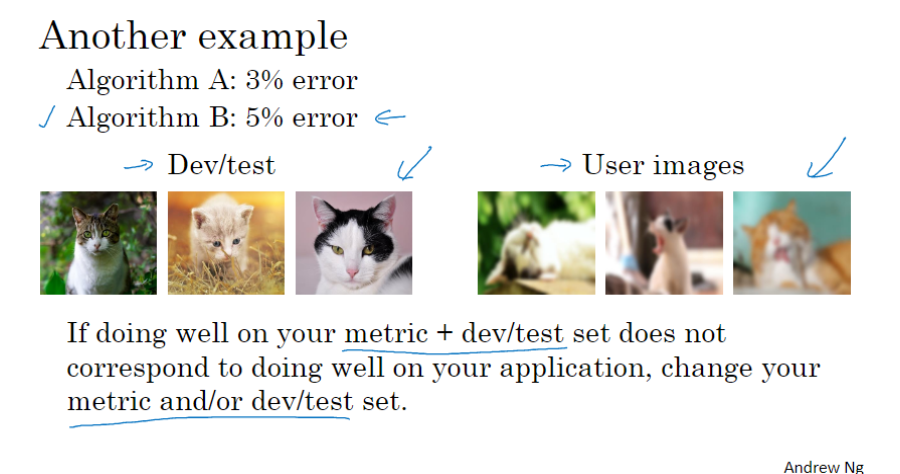 Another example
Algorithm A: 3% error
Algorithm B: 5% error
Dev/test
User images
If doing well on your metric + dev/test set does not
correspond to doing well on your application, change your
metric and/or dev/test set.
Andrew Ng